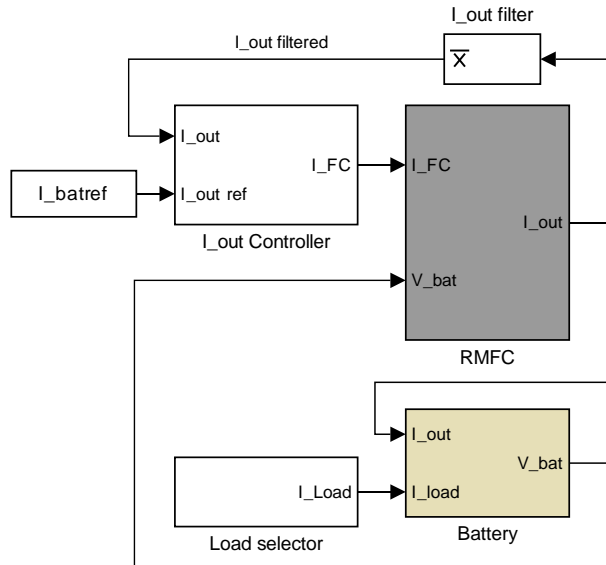 I_out filter
I_out filtered
x
I_out
I_FC
I_FC
I_batref
I_out ref
I_out
I_out Controller
V_bat
RMFC
I_out
V_bat
I_Load
I_load
Load selector
Battery